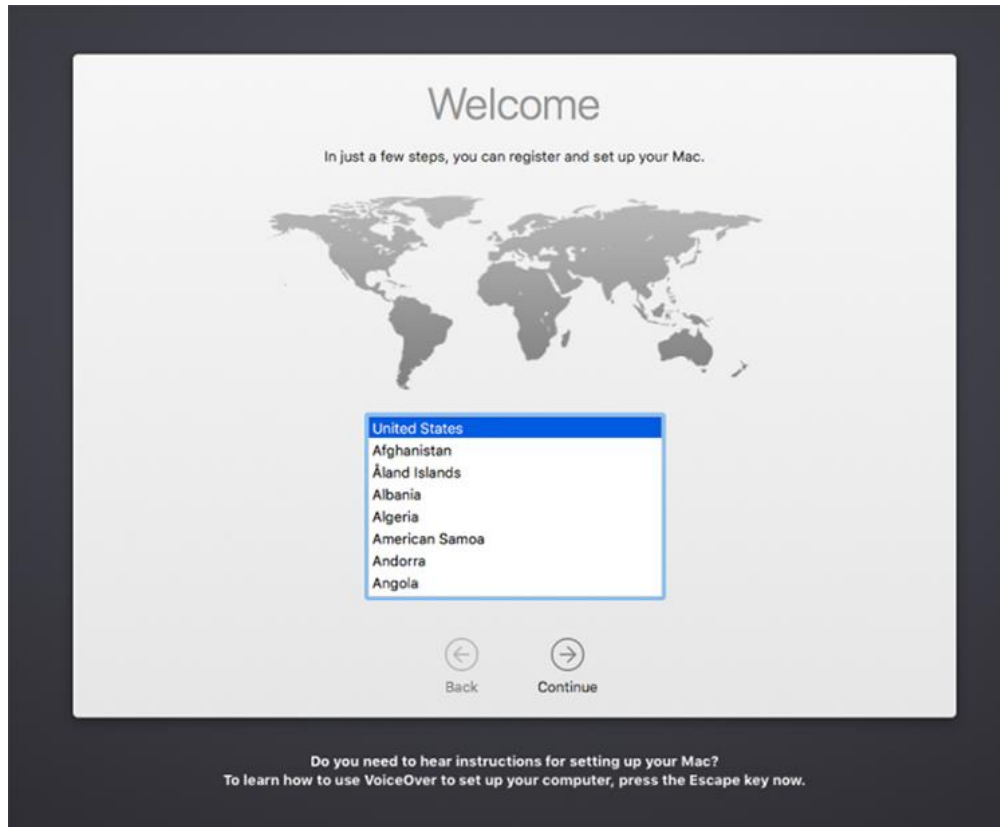 Welcome
In just a few steps, you can register and set up your Mac.
United States
Afghanistan
Åland Islands
Albania
Algeria
American Samoa
Andorra
Angola
Back
Continue
Do you need to hear instructions for setting up your Mac?
To learn how to use VoiceOver to set up your computer, press the Escape key now.